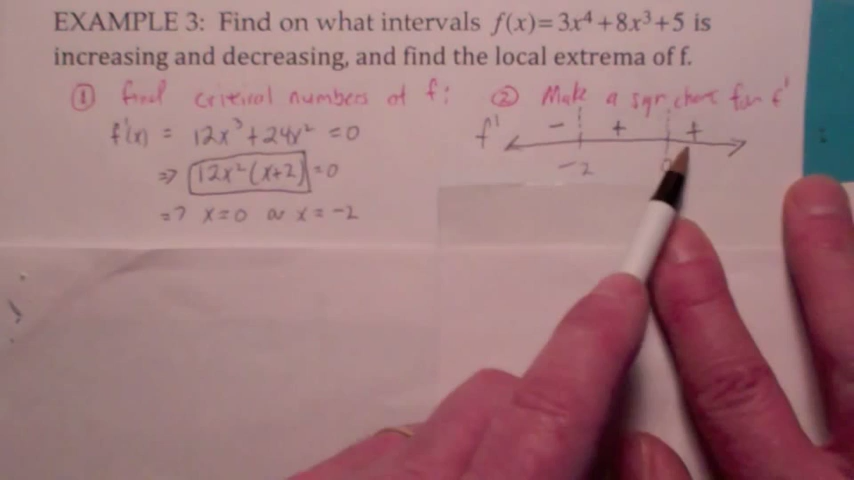 EXAMPLE 3: Find on what intervals f(x)=3x⁴+8x³+5 is
increasing and decreasing, and find the local extrema of f.
① find critical numbers of f:
f'(x) = 12x³+24x² = 0
⇒ 12x²(x+2) = 0
⇒ x=0 or x=-2
② Make a sign chart for f'
f' - + +
-2 0